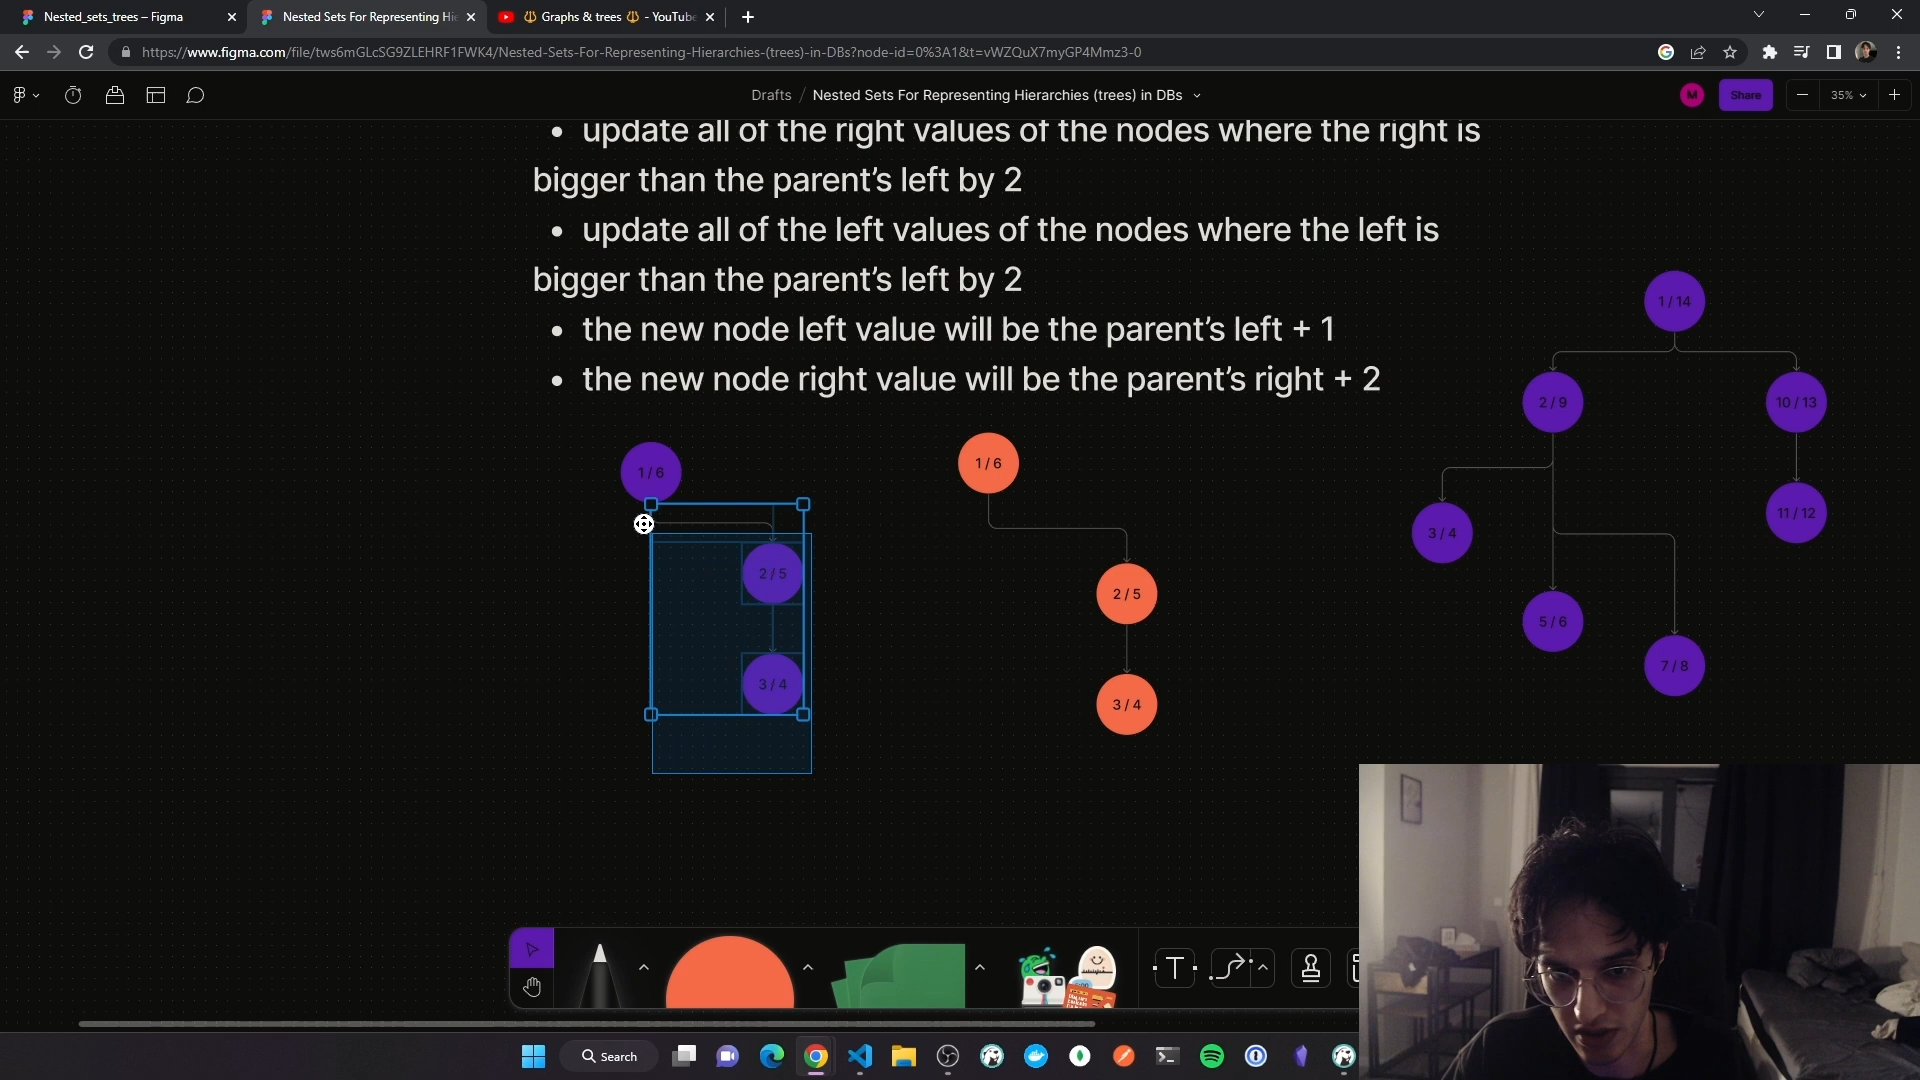 Nested_sets_trees – Figma
Nested Sets For Representing Hi
Graphs & trees - YouTube
https://www.figma.com/file/tws6mGLcSG9ZLEHRF1FWK4/Nested-Sets-For-Representing-Hierarchies-(trees)-in-DBs?node-id=0%3A1&t=vWZQuX7myGP4Mmz3-0
Drafts / Nested Sets For Representing Hierarchies (trees) in DBs
M
Share
35%
• update all of the right values of the nodes where the right is
bigger than the parent’s left by 2
• update all of the left values of the nodes where the left is
bigger than the parent’s left by 2
• the new node left value will be the parent’s left + 1
• the new node right value will be the parent’s right + 2
1 / 6
2 / 5
3 / 4
1 / 6
2 / 5
3 / 4
1 / 14
2 / 9
10 / 13
3 / 4
11 / 12
5 / 6
7 / 8
T
Search